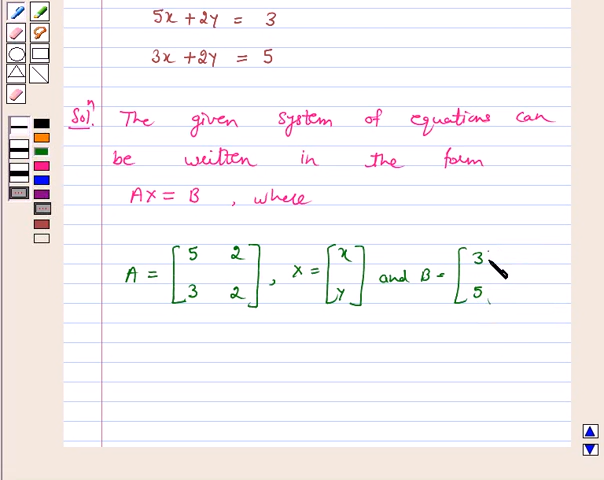 5x + 2y = 3
3x + 2y = 5
Solⁿ. The given system of equations can
be written in the form
AX = B , where
A = [5 2
3 2] , X = [x
y] and B = [3
5